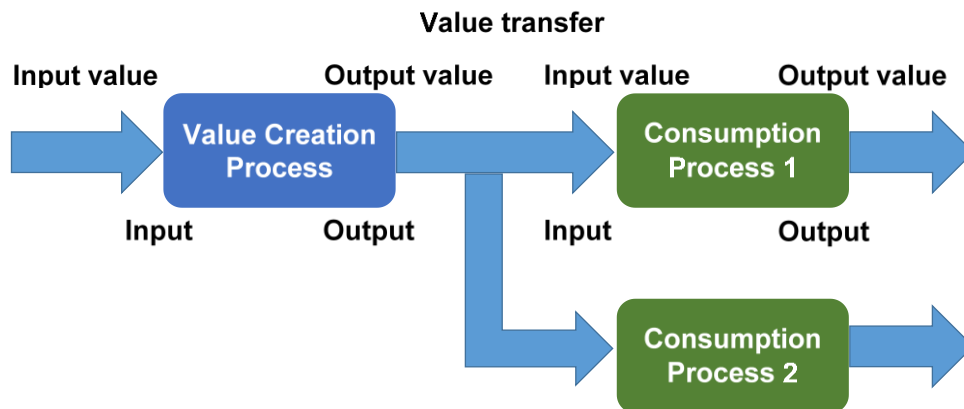 Value transfer
Input value
Output value
Input value
Output value
Value Creation
Process
Consumption
Process 1
Input
Output
Input
Output
Consumption
Process 2